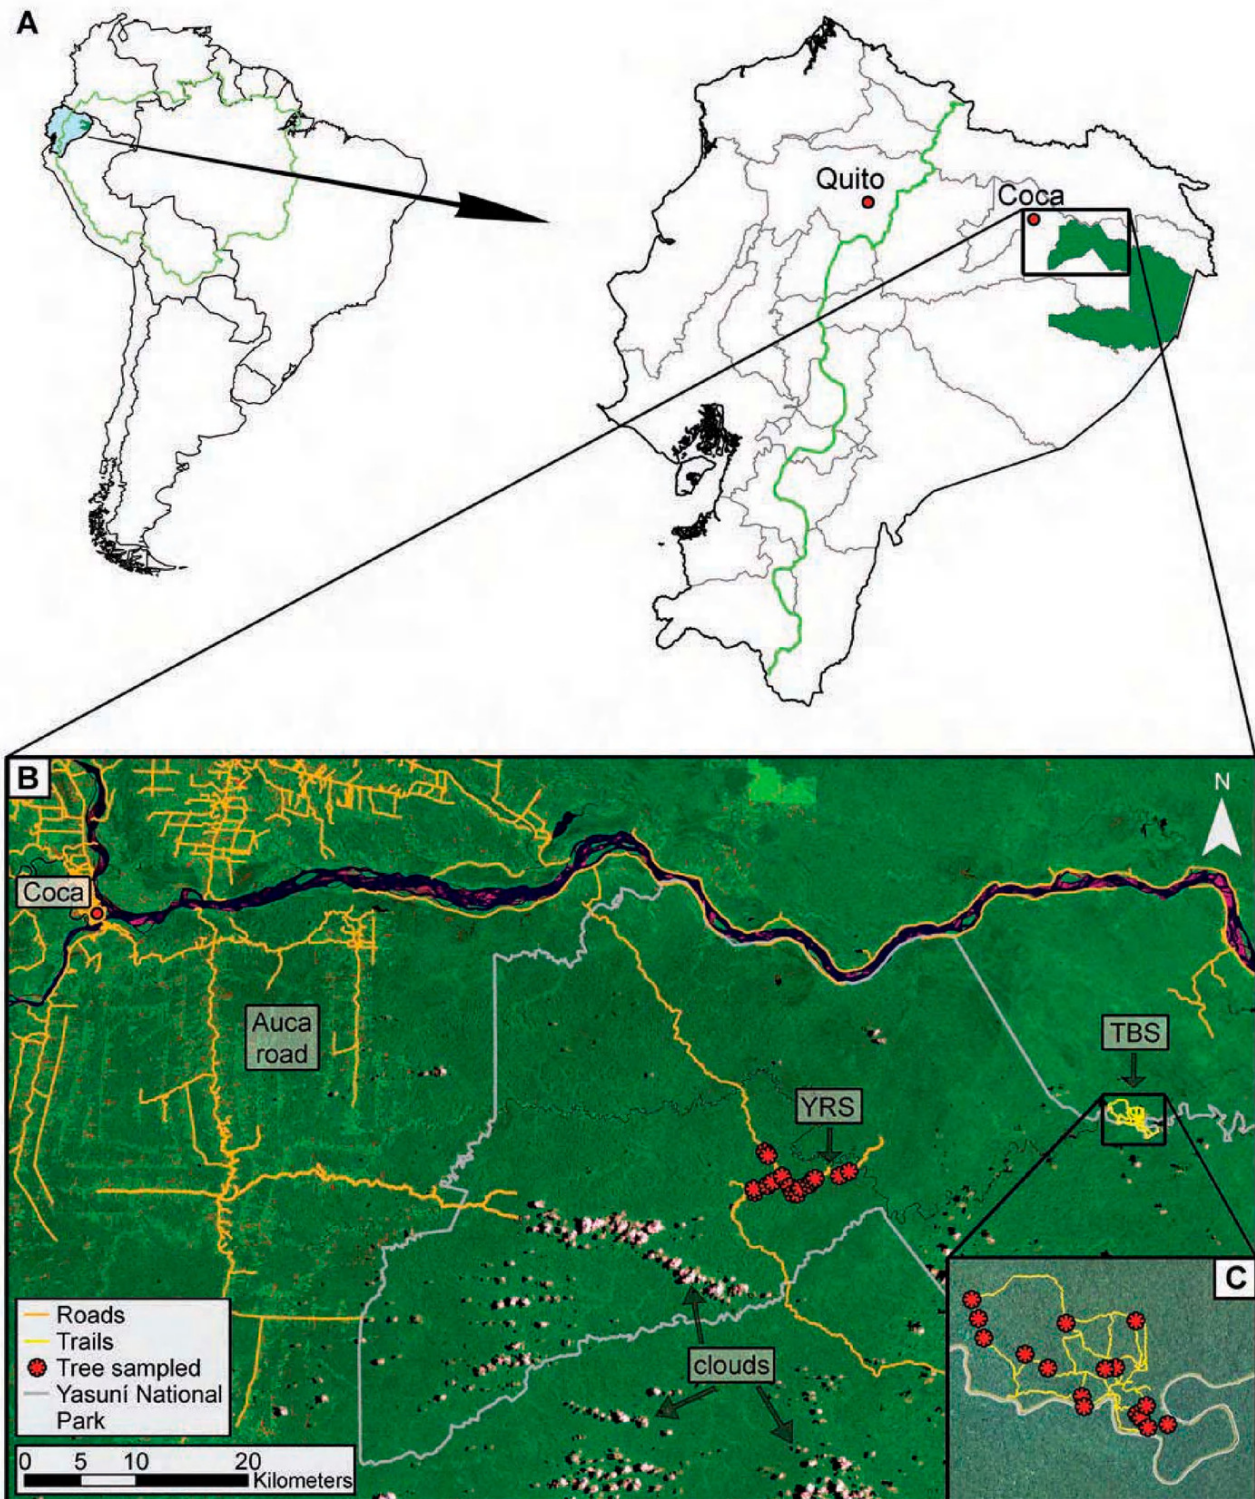 A
Quito
Coca
B
N
Coca
Auca
road
TBS
YRS
C
Roads
Trails
Tree sampled
Yasuní National
Park
clouds
0 5 10 20
Kilometers